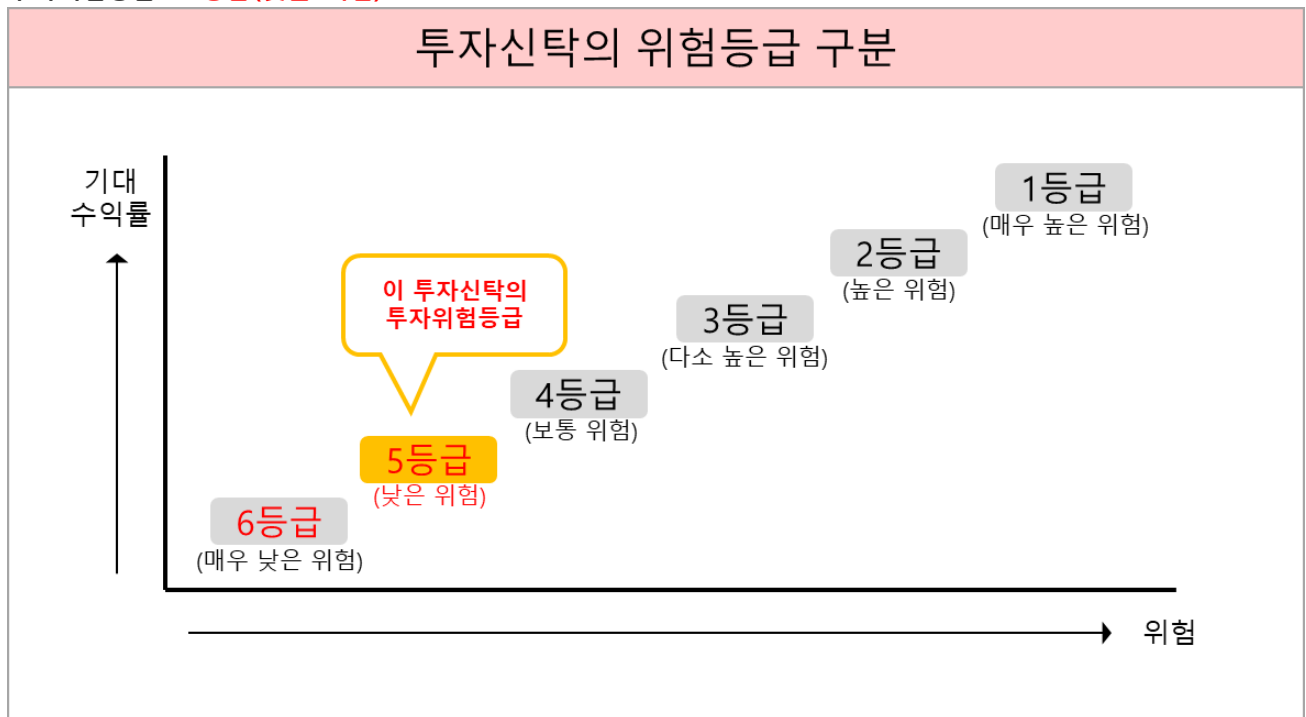 투자신탁의 위험등급 구분
기대
수익률
1등급
(매우 높은 위험)
2등급
(높은 위험)
이 투자신탁의
투자위험등급
3등급
(다소 높은 위험)
4등급
(보통 위험)
5등급
(낮은 위험)
6등급
(매우 낮은 위험)
위험